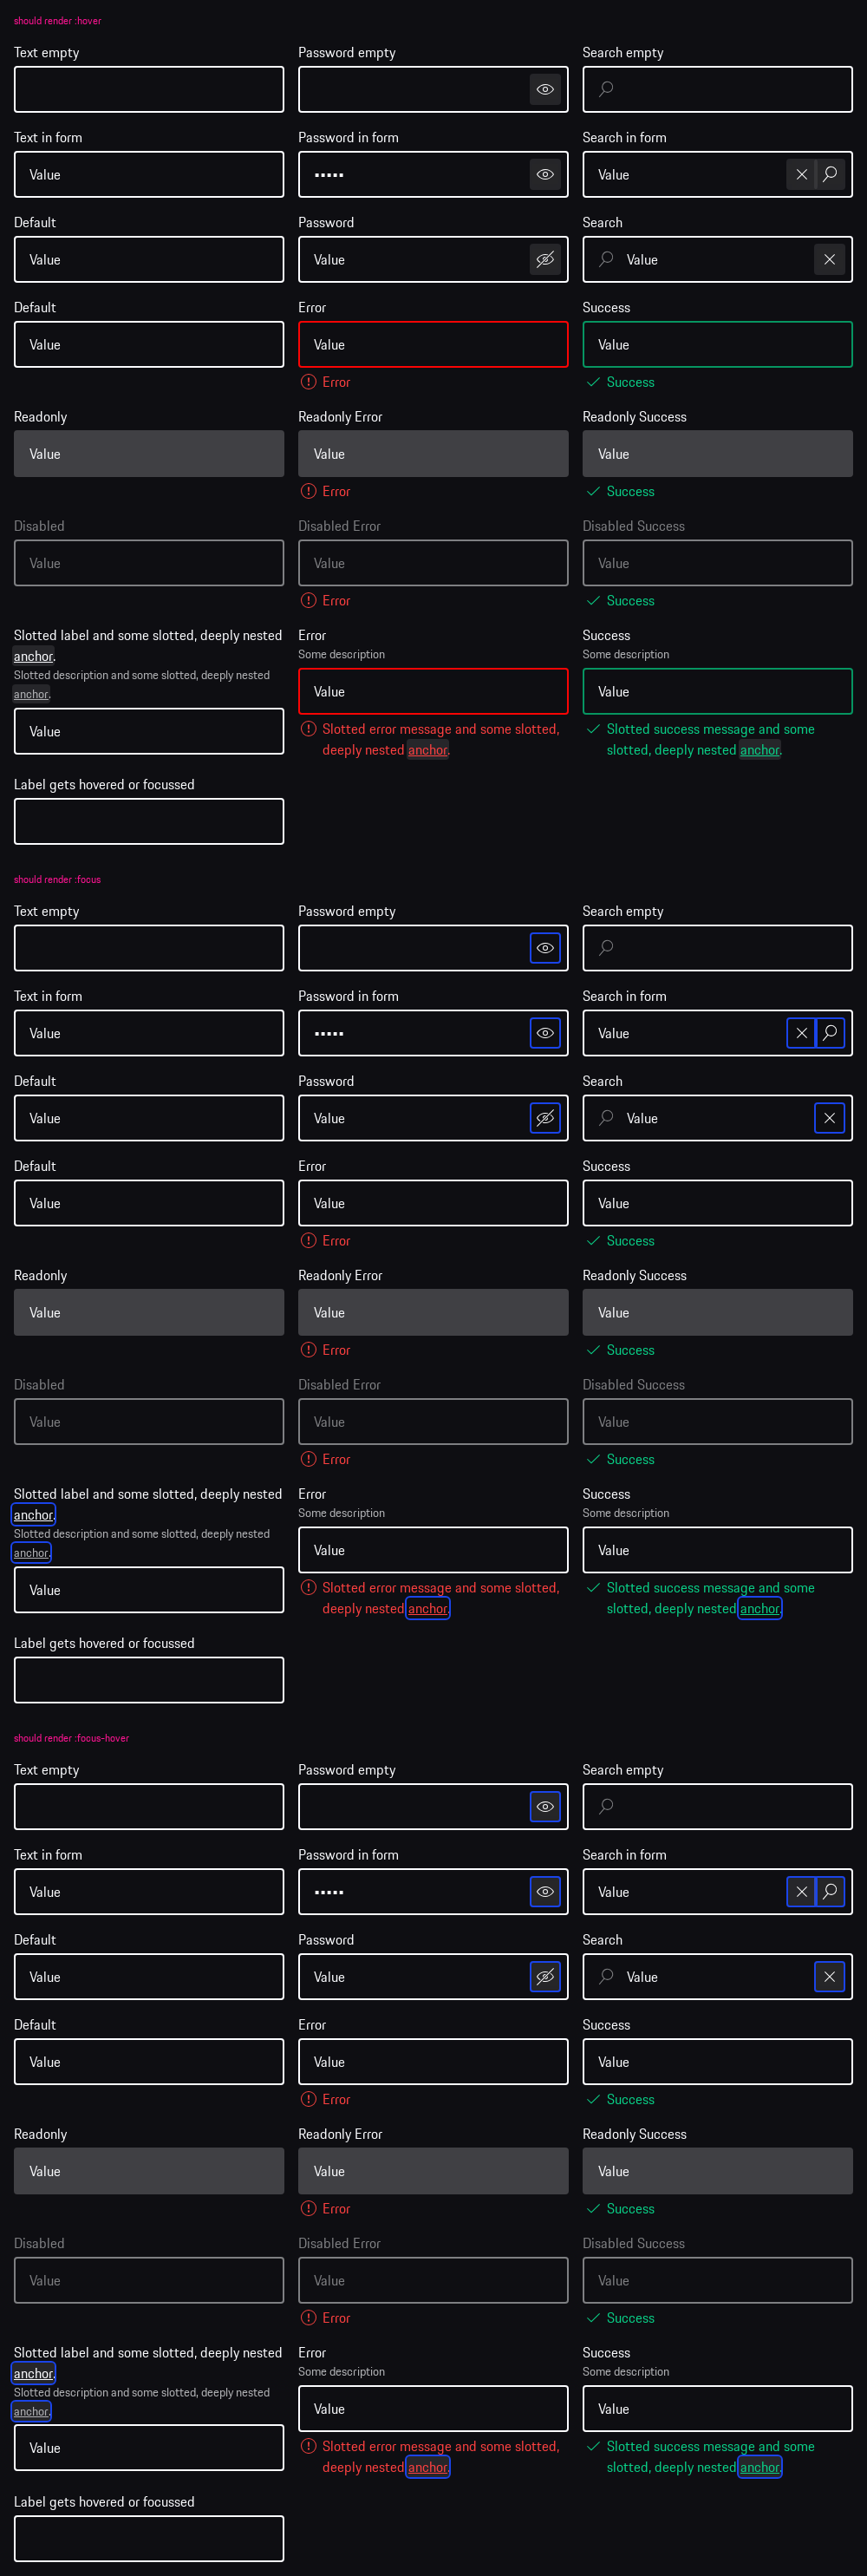 should render :hover
Text empty
Password empty
Search empty
Text in form
Password in form
Search in form
Value
•••••
Value
Default
Password
Search
Value
Value
Value
Default
Error
Success
Value
Value
Value
Error
Success
Readonly
Readonly Error
Readonly Success
Value
Value
Value
Error
Success
Disabled
Disabled Error
Disabled Success
Value
Value
Value
Error
Success
Slotted label and some slotted, deeply nested
anchor.
Slotted description and some slotted, deeply nested
anchor.
Value
Error
Some description
Value
Slotted error message and some slotted,
deeply nested anchor.
Success
Some description
Value
Slotted success message and some
slotted, deeply nested anchor.
Label gets hovered or focussed
should render :focus
Text empty
Password empty
Search empty
Text in form
Password in form
Search in form
Value
•••••
Value
Default
Password
Search
Value
Value
Value
Default
Error
Success
Value
Value
Value
Error
Success
Readonly
Readonly Error
Readonly Success
Value
Value
Value
Error
Success
Disabled
Disabled Error
Disabled Success
Value
Value
Value
Error
Success
Slotted label and some slotted, deeply nested
anchor.
Slotted description and some slotted, deeply nested
anchor.
Value
Error
Some description
Value
Slotted error message and some slotted,
deeply nested anchor.
Success
Some description
Value
Slotted success message and some
slotted, deeply nested anchor.
Label gets hovered or focussed
should render :focus-hover
Text empty
Password empty
Search empty
Text in form
Password in form
Search in form
Value
•••••
Value
Default
Password
Search
Value
Value
Value
Default
Error
Success
Value
Value
Value
Error
Success
Readonly
Readonly Error
Readonly Success
Value
Value
Value
Error
Success
Disabled
Disabled Error
Disabled Success
Value
Value
Value
Error
Success
Slotted label and some slotted, deeply nested
anchor.
Slotted description and some slotted, deeply nested
anchor.
Value
Error
Some description
Value
Slotted error message and some slotted,
deeply nested anchor.
Success
Some description
Value
Slotted success message and some
slotted, deeply nested anchor.
Label gets hovered or focussed